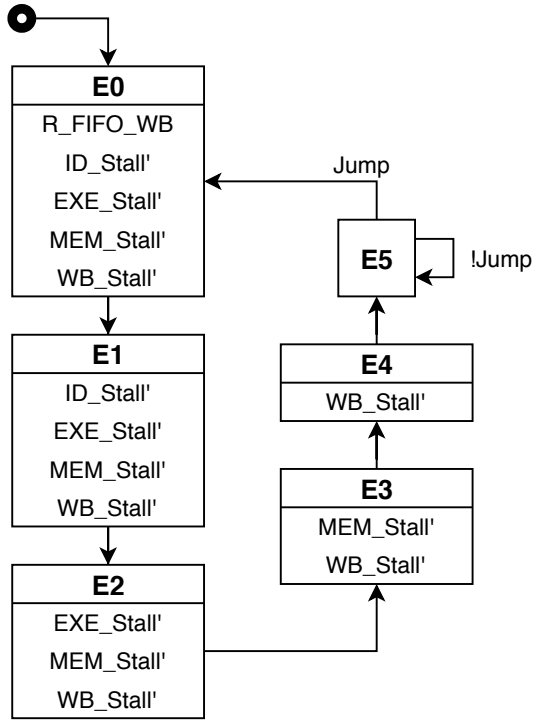 E0
R_FIFO_WB
ID_Stall'
EXE_Stall'
MEM_Stall'
WB_Stall'
E1
ID_Stall'
EXE_Stall'
MEM_Stall'
WB_Stall'
E2
EXE_Stall'
MEM_Stall'
WB_Stall'
E3
MEM_Stall'
WB_Stall'
E4
WB_Stall'
E5
!Jump
Jump